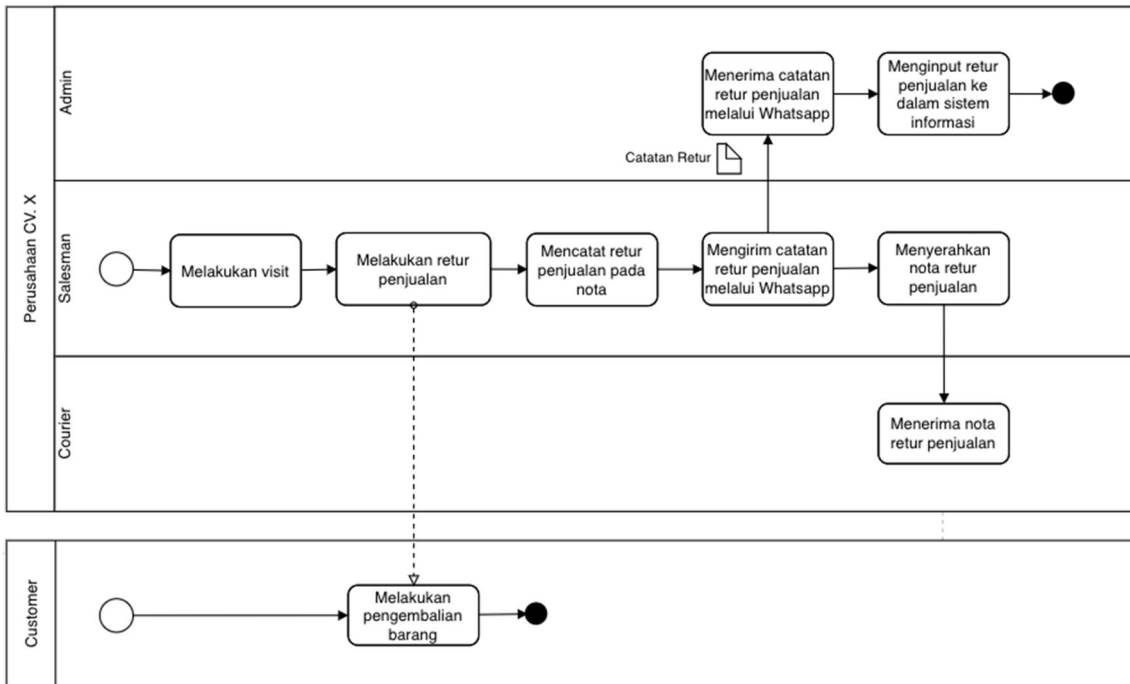 Perusahaan CV. X
Admin
Menerima catatan
retur penjualan
melalui Whatsapp
Menginput retur
penjualan ke
dalam sistem
informasi
Catatan Retur
Salesman
Melakukan visit
Melakukan retur
penjualan
Mencatat retur
penjualan pada
nota
Mengirim catatan
retur penjualan
melalui Whatsapp
Menyerahkan
nota retur
penjualan
Courier
Menerima nota
retur penjualan
Customer
Melakukan
pengembalian
barang